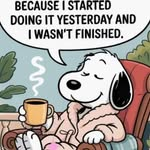 BECAUSE I STARTED
DOING IT YESTERDAY AND
I WASN'T FINISHED.